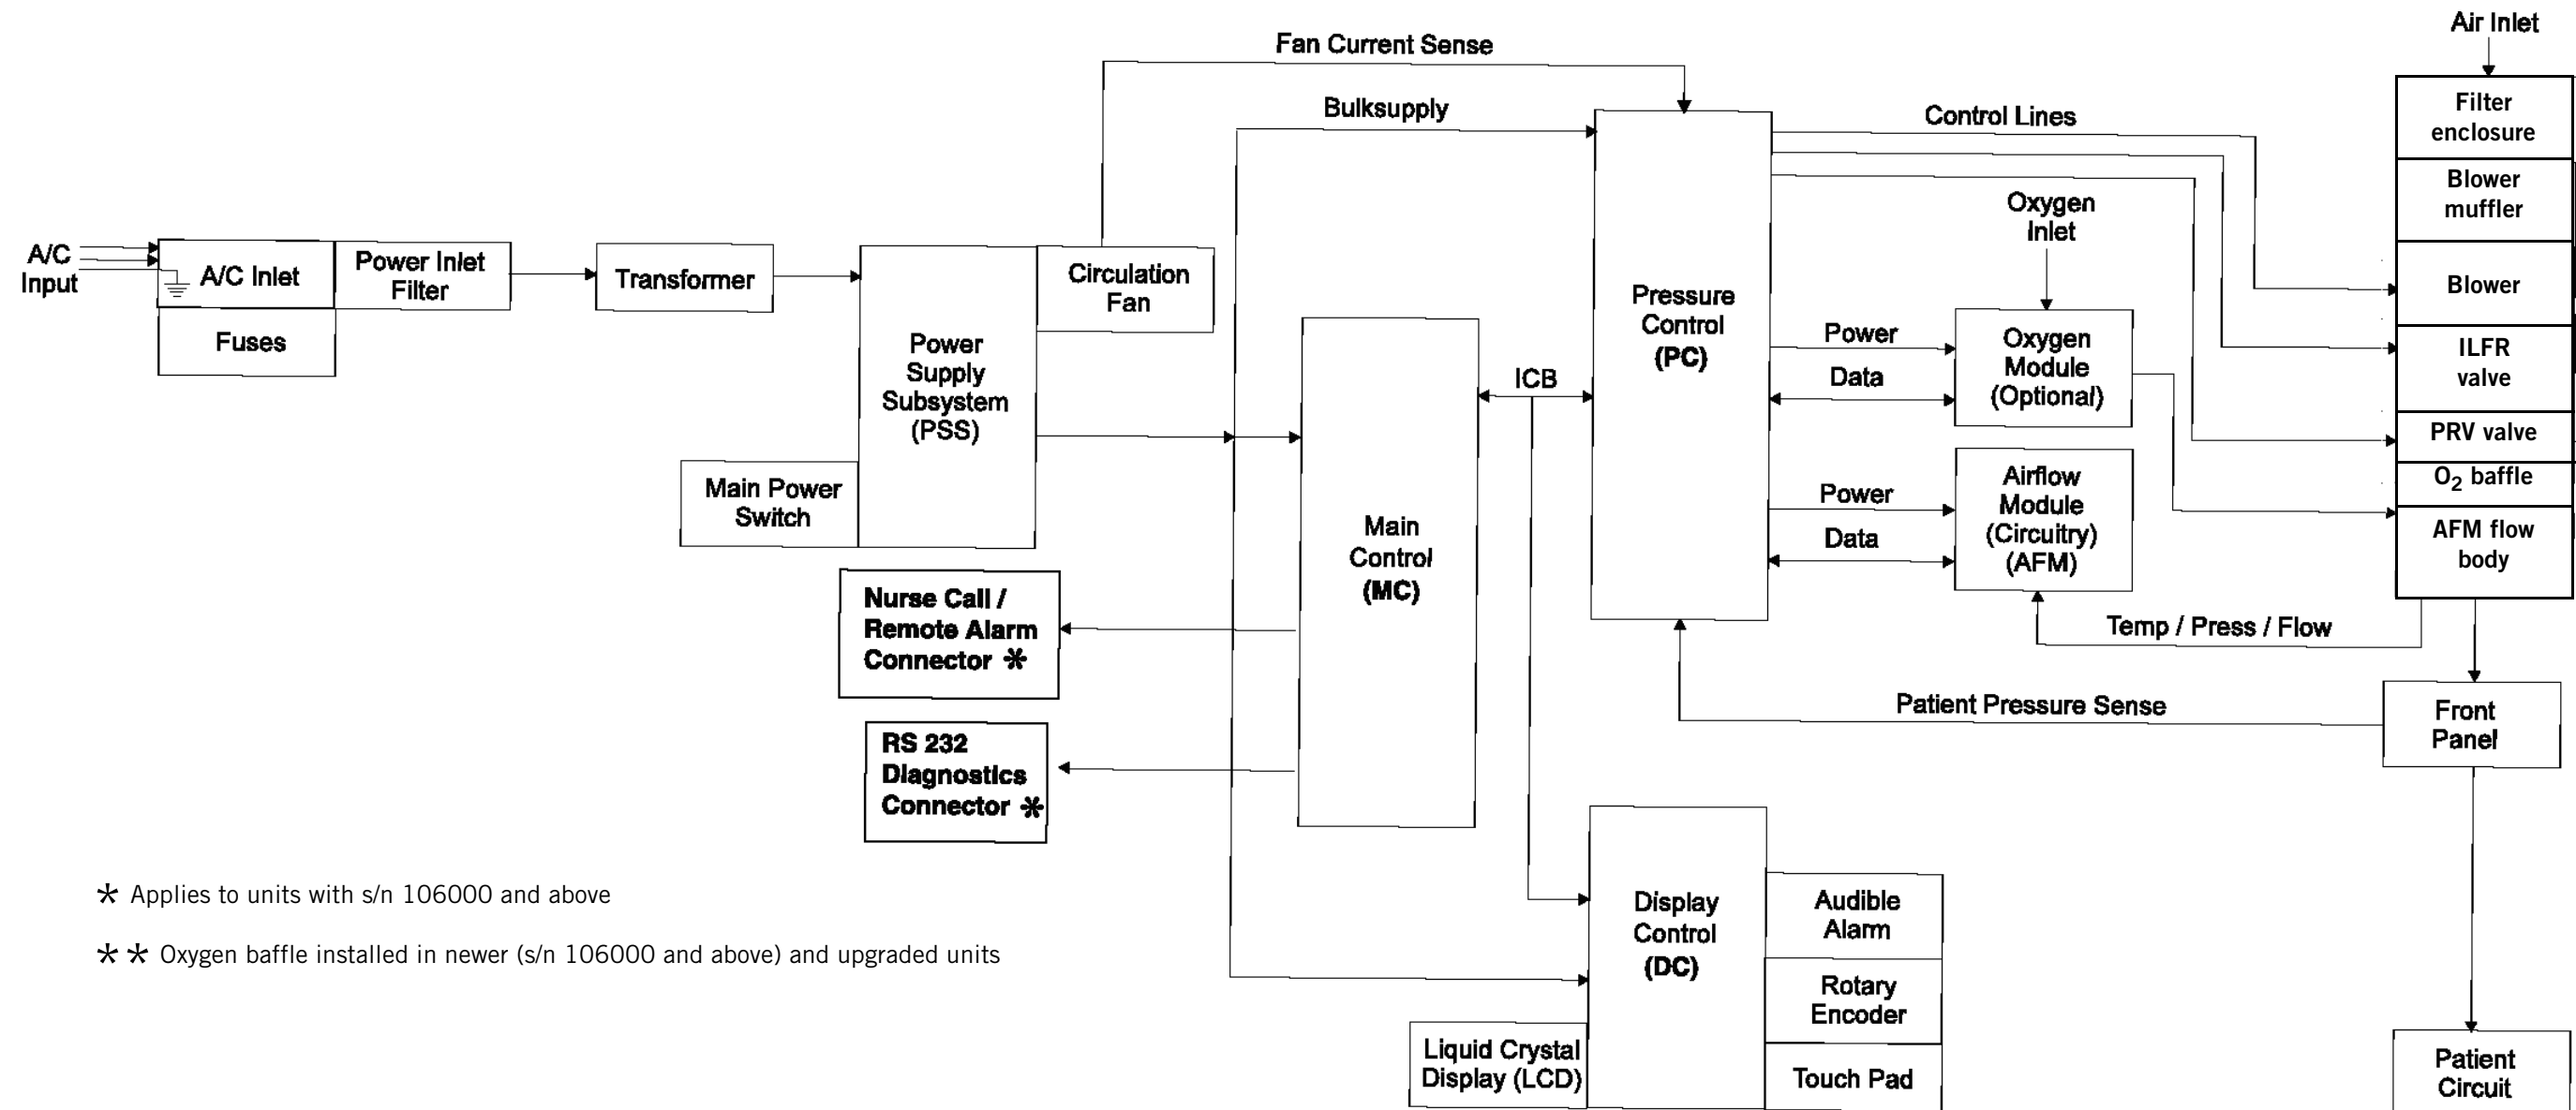 Air Inlet
Fan Current Sense
Filter
enclosure
Bulksupply
Control Lines
Blower
muffler
Oxygen
Inlet
A/C
Input
A/C Inlet
Power Inlet
Filter
Fuses
Transformer
Circulation
Fan
Power
Supply
Subsystem
(PSS)
Main Power
Switch
Pressure
Control
(PC)
Blower
ILFR
valve
PRV valve
O2 baffle
AFM flow
body
Power
Data
Oxygen
Module
(Optional)
ICB
Power
Data
Airflow
Module
(Circuitry)
(AFM)
Main
Control
(MC)
Nurse Call /
Remote Alarm
Connector *
Temp / Press / Flow
Patient Pressure Sense
Front
Panel
RS 232
Diagnostics
Connector *
* Applies to units with s/n 106000 and above
** Oxygen baffle installed in newer (s/n 106000 and above) and upgraded units
Display
Control
(DC)
Audible
Alarm
Rotary
Encoder
Touch Pad
Liquid Crystal
Display (LCD)
Patient
Circuit